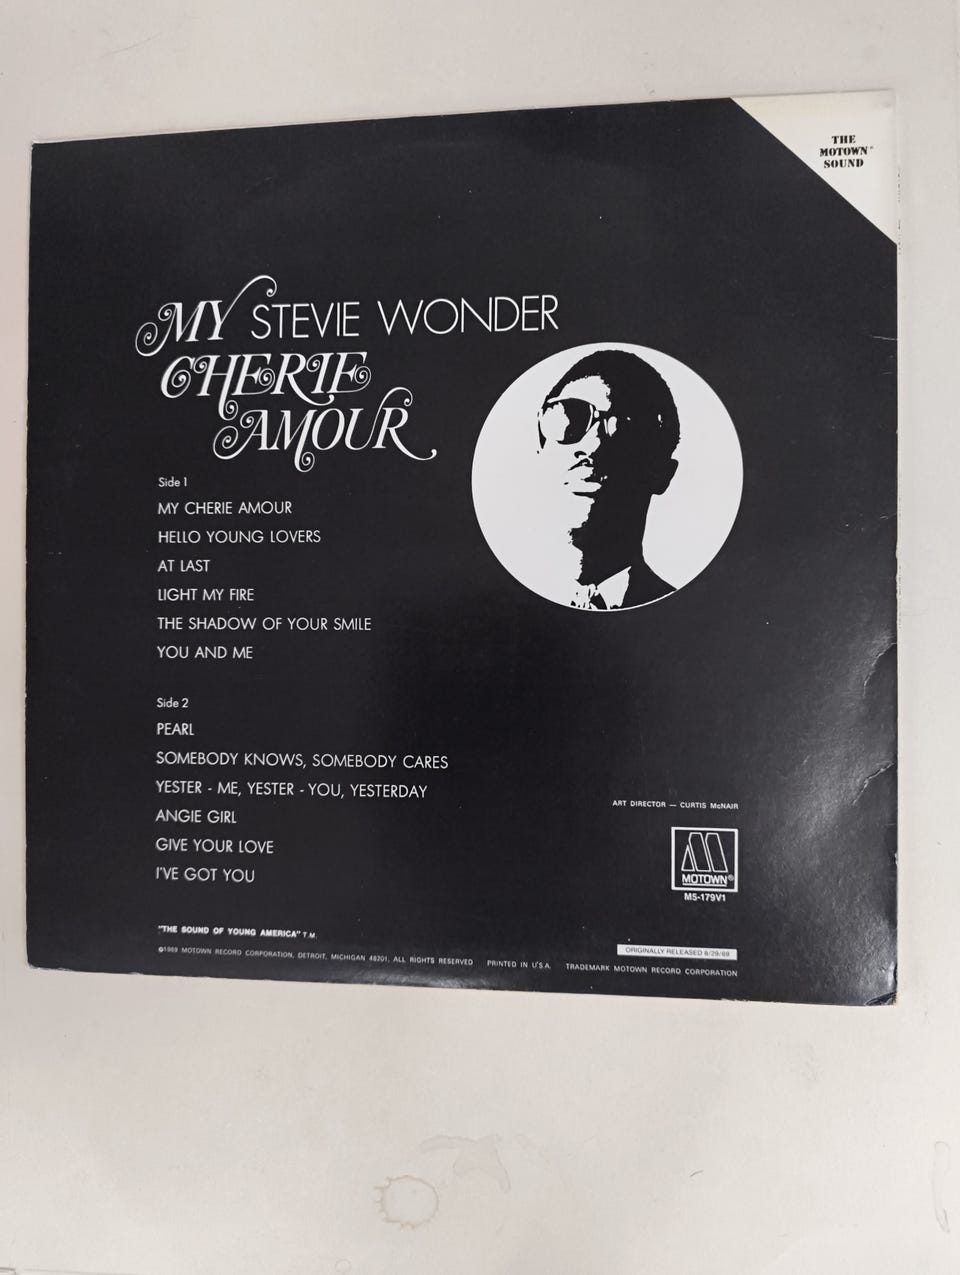 THE
MOTOWN®
SOUND
MY STEVIE WONDER
CHERIE
AMOUR
Side 1
MY CHERIE AMOUR
HELLO YOUNG LOVERS
AT LAST
LIGHT MY FIRE
THE SHADOW OF YOUR SMILE
YOU AND ME
Side 2
PEARL
SOMEBODY KNOWS, SOMEBODY CARES
YESTER - ME, YESTER - YOU, YESTERDAY
ANGIE GIRL
GIVE YOUR LOVE
I'VE GOT YOU
ART DIRECTOR — CURTIS McNAIR
MOTOWN®
M5-179V1
"THE SOUND OF YOUNG AMERICA" T.M.
ORIGINALLY RELEASED 8/29/69
℗1969 MOTOWN RECORD CORPORATION, DETROIT, MICHIGAN 48201, ALL RIGHTS RESERVED PRINTED IN U.S.A. TRADEMARK MOTOWN RECORD CORPORATION